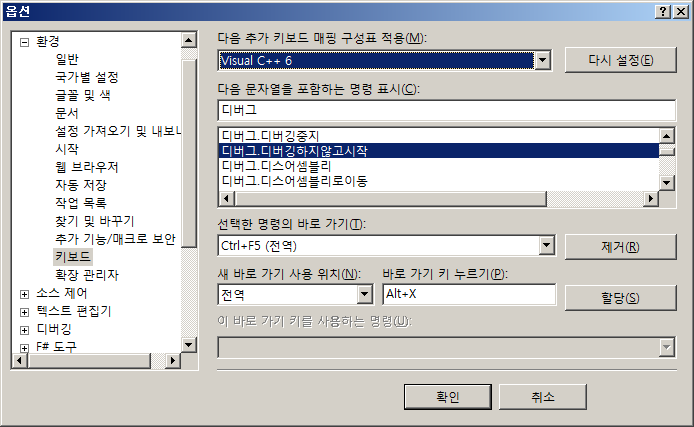 옵션
환경
일반
국가별 설정
글꼴 및 색
문서
설정 가져오기 및 내보니
시작
웹 브라우저
자동 저장
작업 목록
찾기 및 바꾸기
추가 기능/매크로 보안
키보드
확장 관리자
소스 제어
텍스트 편집기
디버깅
F# 도구
다음 추가 키보드 매핑 구성표 적용(M):
Visual C++ 6
다시 설정(E)
다음 문자열을 포함하는 명령 표시(C):
디버그
디버그.디버깅중지
디버그.디버깅하지않고시작
디버그.디스어셈블리
디버그.디스어셈블리로이동
선택한 명령의 바로 가기(T):
Ctrl+F5 (전역)
제거(R)
새 바로 가기 사용 위치(N):
바로 가기 키 누르기(P):
전역
Alt+X
할당(S)
이 바로 가기 키를 사용하는 명령(U):
확인
취소